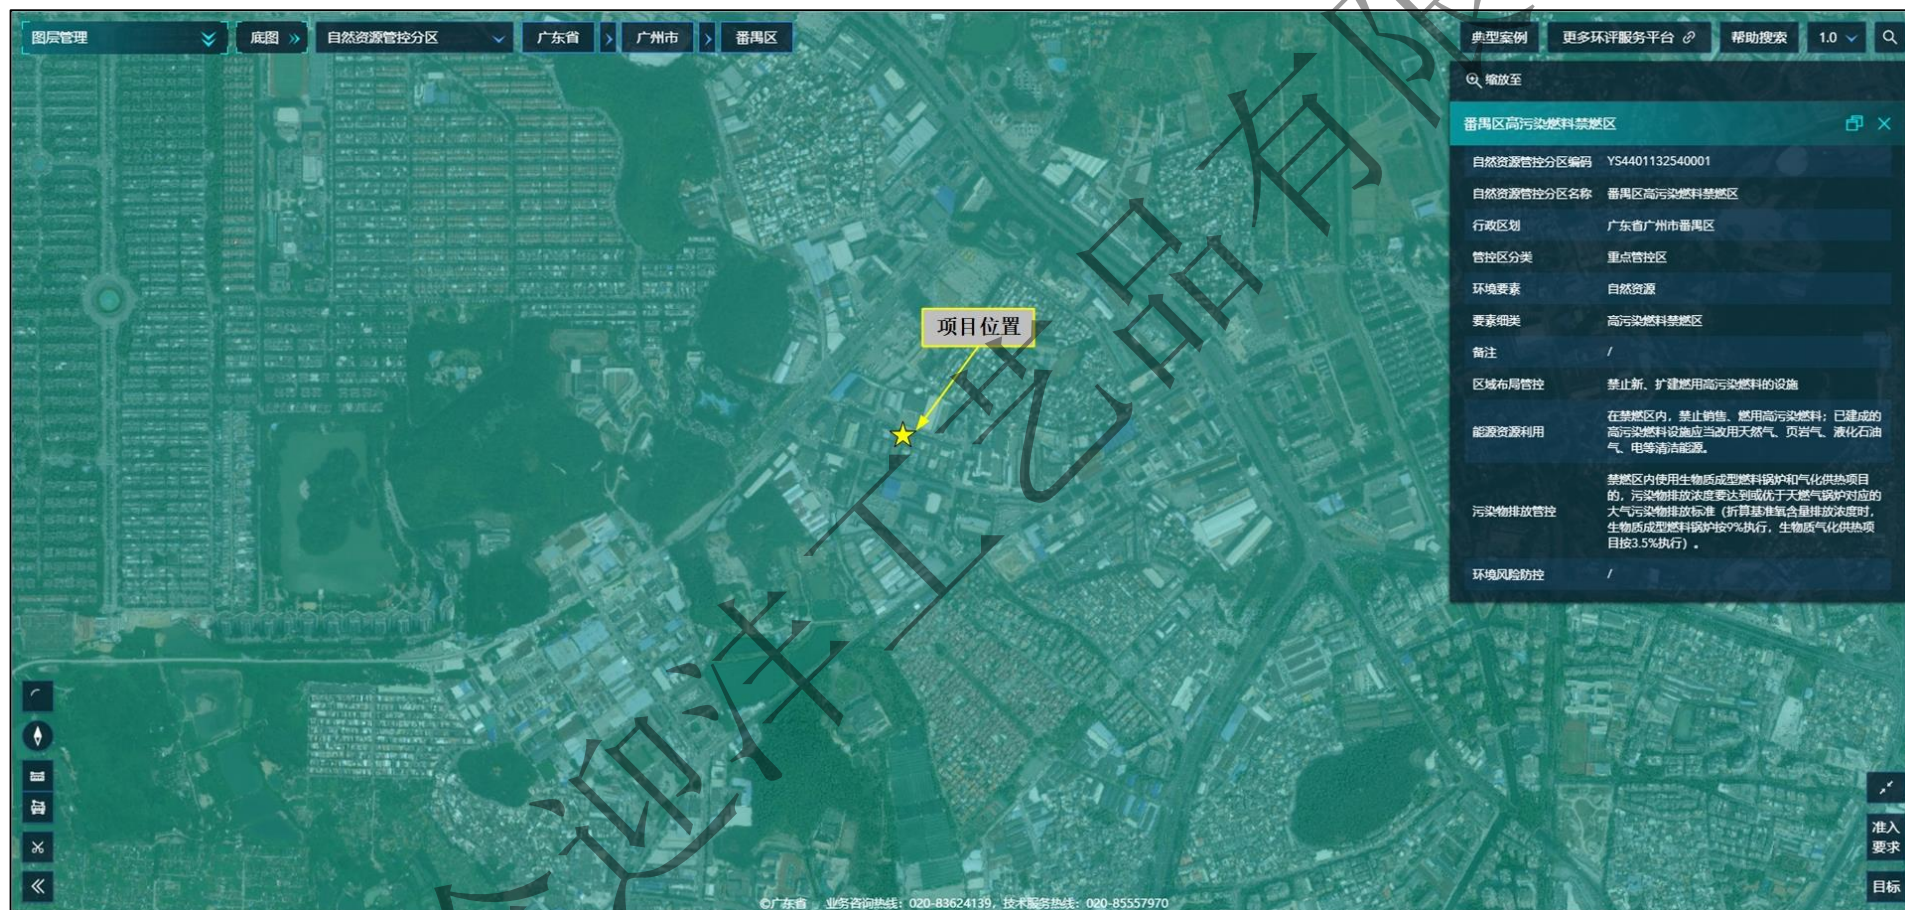 图层管理
底图
自然资源管控分区
广东省
广州市
番禺区
典型案例
更多环评服务平台
帮助搜索
1.0
缩放至
番禺区高污染燃料禁燃区
自然资源管控分区编码 YS4401132540001
自然资源管控分区名称 番禺区高污染燃料禁燃区
行政区划 广东省广州市番禺区
管控区分类 重点管控区
环境要素 自然资源
要素细类 高污染燃料禁燃区
备注 /
区域布局管控 禁止新、扩建燃用高污染燃料的设施
能源资源利用
在禁燃区内，禁止销售、燃用高污染燃料；已建成的
高污染燃料设施应当改用天然气、页岩气、液化石油
气、电等清洁能源。
污染物排放管控
禁燃区内使用生物质成型燃料锅炉和气化供热项目
的，污染物排放浓度要达到或优于天燃气锅炉对应的
大气污染物排放标准（折算基准氧含量排放浓度时，
生物质成型燃料锅炉按9%执行，生物质气化供热项
目按3.5%执行）。
环境风险防控 /
项目位置
迎洋工艺品有限
准入
要求
目标
©广东省 业务咨询热线：020-83624139，技术服务热线：020-85557970